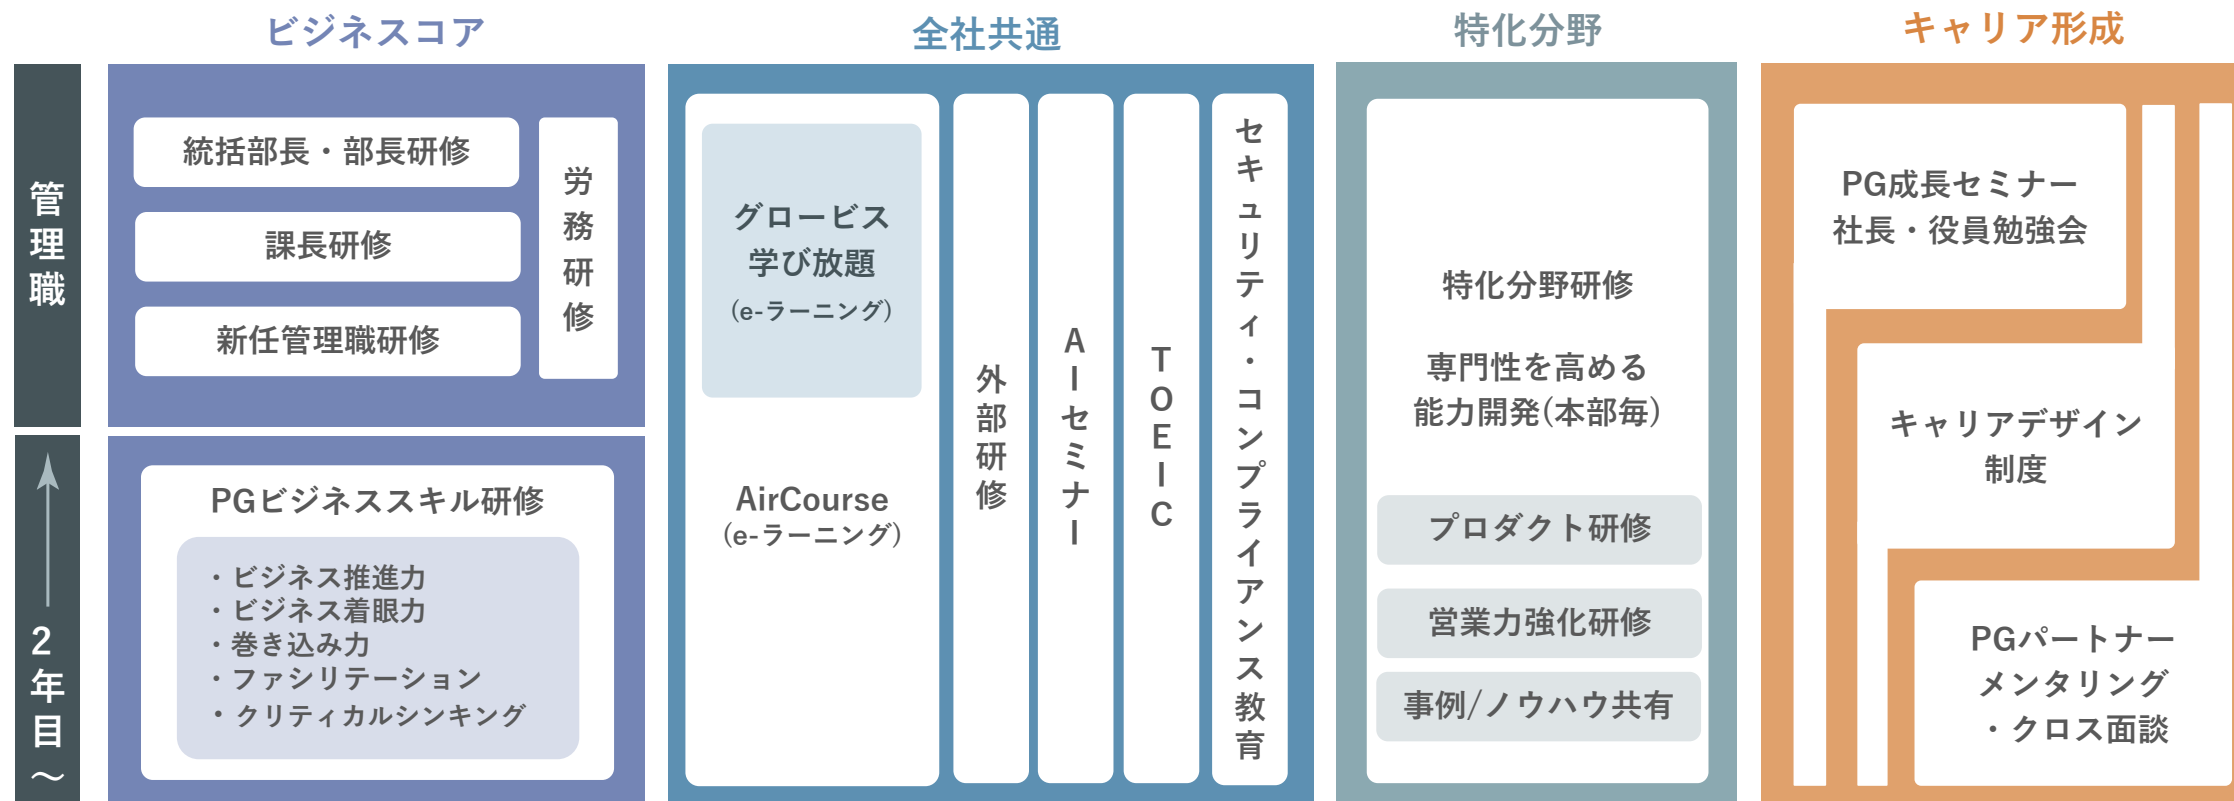 ビジネスコア
全社共通
特化分野
キャリア形成
管理職
統括部長・部長研修
課長研修
新任管理職研修
労務研修
2年目～
PGビジネススキル研修
・ビジネス推進力
・ビジネス着眼力
・巻き込み力
・ファシリテーション
・クリティカルシンキング
グロービス
学び放題
(e-ラーニング)
AirCourse
(e-ラーニング)
外部研修
AIセミナー
TOEIC
セキュリティ・コンプライアンス教育
特化分野研修
専門性を高める
能力開発(本部毎)
プロダクト研修
営業力強化研修
事例/ノウハウ共有
PG成長セミナー
社長・役員勉強会
キャリアデザイン
制度
PGパートナー
メンタリング
・クロス面談